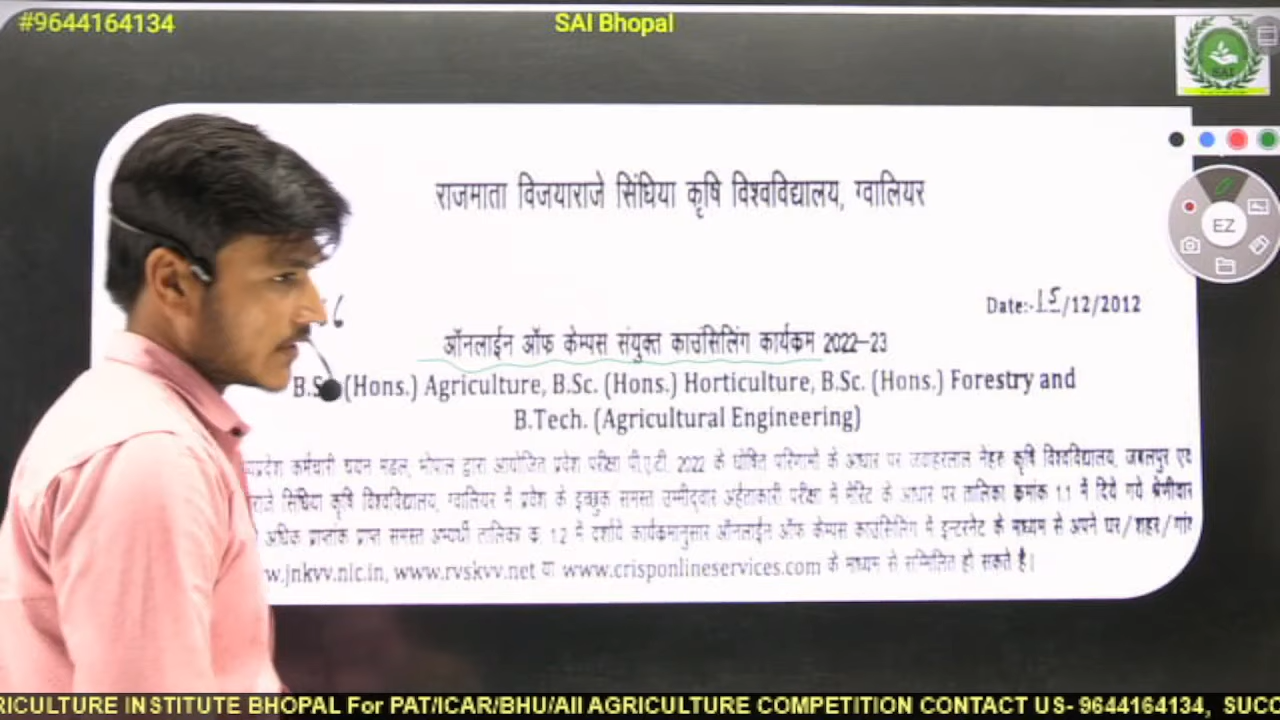 #9644164134
SAI Bhopal
SAI
EZ
राजमाता विजयाराजे सिंधिया कृषि विश्वविद्यालय, ग्वालियर
Date:-15/12/2012
ऑनलाईन ऑफ केम्पस संयुक्त काउंसिलिंग कार्यक्रम 2022-23
(Hons.) Agriculture, B.Sc. (Hons.) Horticulture, B.Sc. (Hons.) Forestry and
B.Tech. (Agricultural Engineering)
कर्मचारी चयन मंडल, भोपाल द्वारा आयोजित प्रवेश परीक्षा पी.ए.टी. 2022 के घोषित परिणामों के आधार पर जवाहरलाल नेहरू कृषि विश्वविद्यालय, जबलपुर एवं
सिंधिया कृषि विश्वविद्यालय, ग्वालियर में प्रवेश के इच्छुक समस्त उम्मीदवार अर्हताकारी परीक्षा में मेरिट के आधार पर तालिका कमांक 1.1 में दिये गये श्रेणीवार
अधिक प्राप्तांक प्राप्त समस्त अभ्यर्थी तालिका क. 1.2 में दर्शाये कार्यकमानुसार ऑनलाईन ऑफ केम्पस काउंसिलिंग में इन्टरनेट के माध्यम से अपने घर/शहर/गांव
w.jnkvv.nic.in, www.rvskvv.net या www.crisponlineservices.com के माध्यम से सम्मिलित हो सकते है।
RICULTURE INSTITUTE BHOPAL For PAT/ICAR/BHU/All AGRICULTURE COMPETITION CONTACT US- 9644164134, SUCC